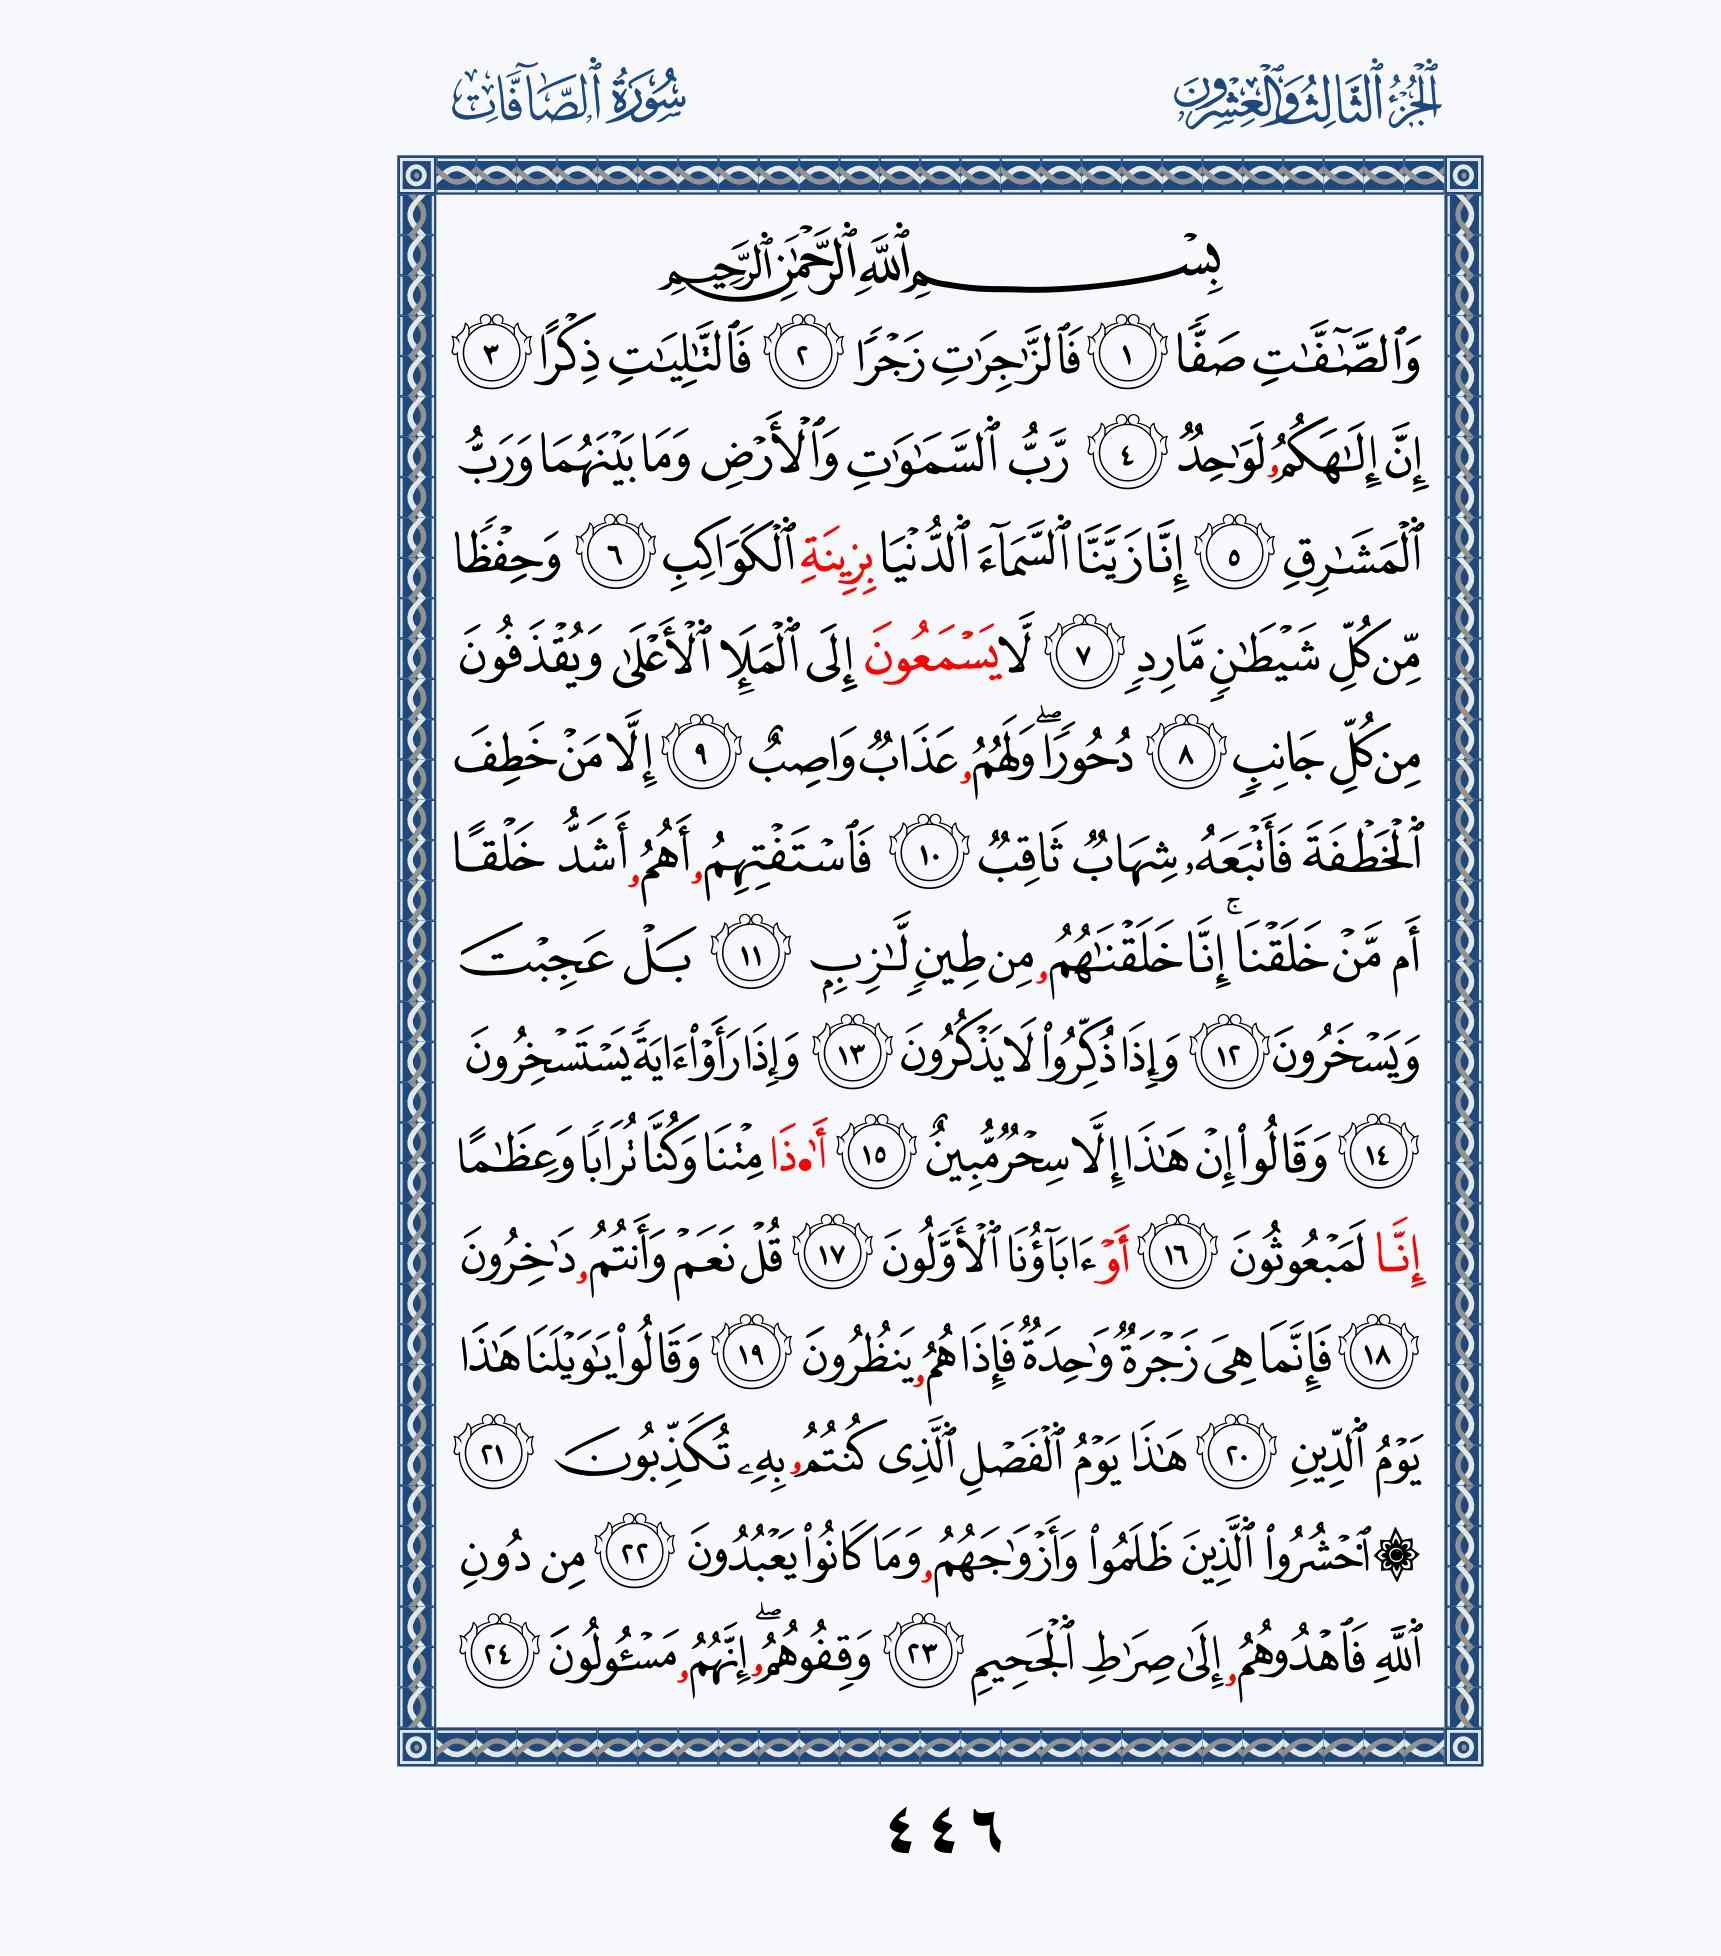 ٱلْجُزْءُ ٱلثَّالِثُ وَٱلْعِشْرُونَ
سُورَةُ ٱلصَّآفَّات
بِسْمِ ٱللَّهِ ٱلرَّحْمَٰنِ ٱلرَّحِيمِ
وَٱلصَّٰٓفَّٰتِ صَفّٗا ١ فَٱلزَّٰجِرَٰتِ زَجۡرٗا ٢ فَٱلتَّٰلِيَٰتِ ذِكۡرًا ٣
إِنَّ إِلَٰهَكُمُۥ لَوَٰحِدٞ ٤ رَّبُّ ٱلسَّمَٰوَٰتِ وَٱلۡأَرۡضِ وَمَا بَيۡنَهُمَا وَرَبُّ
ٱلۡمَشَٰرِقِ ٥ إِنَّا زَيَّنَّا ٱلسَّمَآءَ ٱلدُّنۡيَا بِزِينَةِ ٱلۡكَوَاكِبِ ٦ وَحِفۡظٗا
مِّن كُلِّ شَيۡطَٰنٖ مَّارِدٖ ٧ لَّا يَسۡمَعُونَ إِلَى ٱلۡمَلَإِ ٱلۡأَعۡلَىٰ وَيُقۡذَفُونَ
مِن كُلِّ جَانِبٖ ٨ دُحُورٗاۖ وَلَهُمُۥ عَذَابٞ وَاصِبٌ ٩ إِلَّا مَنۡ خَطِفَ
ٱلۡخَطۡفَةَ فَأَتۡبَعَهُۥ شِهَابٞ ثَاقِبٞ ١٠ فَٱسۡتَفۡتِهِمُۥ أَهُمُۥ أَشَدُّ خَلۡقًا
أَم مَّنۡ خَلَقۡنَاۚ إِنَّا خَلَقۡنَٰهُمُۥ مِن طِينٖ لَّازِبِۭ ١١ بَلۡ عَجِبۡتَ
وَيَسۡخَرُونَ ١٢ وَإِذَا ذُكِّرُواْ لَا يَذۡكُرُونَ ١٣ وَإِذَا رَأَوۡاْ ءَايَةٗ يَسۡتَسۡخِرُونَ
١٤ وَقَالُوٓاْ إِنۡ هَٰذَآ إِلَّا سِحۡرٞ مُّبِينٌ ١٥ أَ۟ذَا مِتۡنَا وَكُنَّا تُرَابٗا وَعِظَٰمًا
إِنَّا لَمَبۡعُوثُونَ ١٦ أَوۡ ءَابَآؤُنَا ٱلۡأَوَّلُونَ ١٧ قُلۡ نَعَمۡ وَأَنتُمُۥ دَٰخِرُونَ
١٨ فَإِنَّمَا هِيَ زَجۡرَةٞ وَٰحِدَةٞ فَإِذَا هُمُۥ يَنظُرُونَ ١٩ وَقَالُواْ يَٰوَيۡلَنَا هَٰذَا
يَوۡمُ ٱلدِّينِ ٢٠ هَٰذَا يَوۡمُ ٱلۡفَصۡلِ ٱلَّذِي كُنتُمُۥ بِهِۦ تُكَذِّبُونَ ٢١
۞ ٱحۡشُرُواْ ٱلَّذِينَ ظَلَمُواْ وَأَزۡوَٰجَهُمُۥ وَمَا كَانُواْ يَعۡبُدُونَ ٢٢ مِن دُونِ
ٱللَّهِ فَٱهۡدُوهُمُۥ إِلَىٰ صِرَٰطِ ٱلۡجَحِيمِ ٢٣ وَقِفُوهُمُۥۖ إِنَّهُمُۥ مَسۡـُٔولُونَ ٢٤
٤٤٦